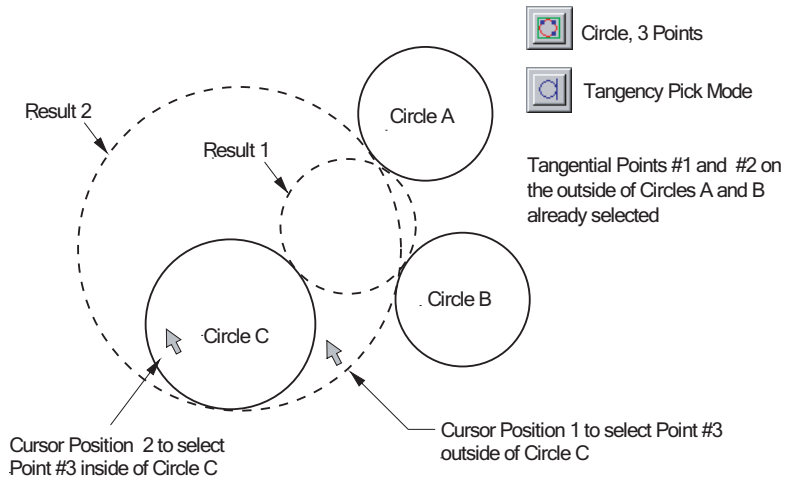 Circle, 3 Points
Circle A
Tangency Pick Mode
Result 2
Result 1
Tangential Points #1 and #2 on
the outside of Circles A and B
already selected
Circle B
Circle C
Cursor Position 1 to select Point #3
outside of Circle C
Cursor Position 2 to select
Point #3 inside of Circle C